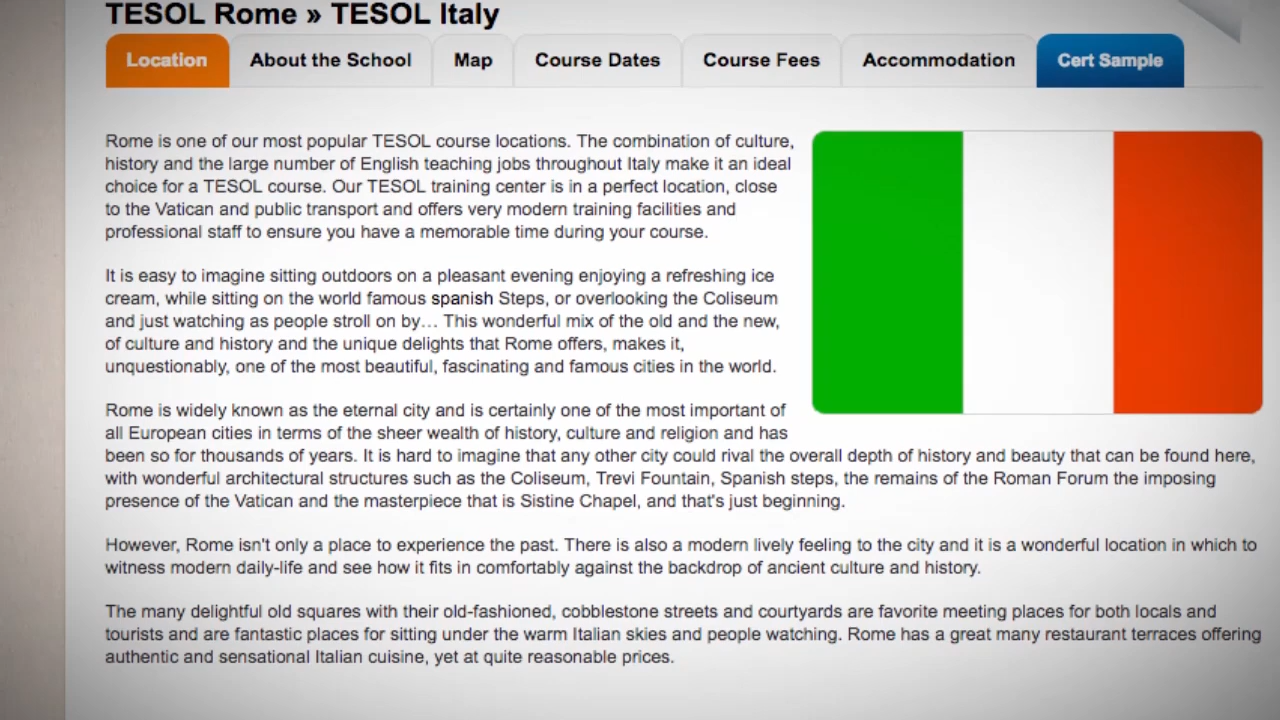 TESOL Rome » TESOL Italy
Location About the School Map Course Dates Course Fees Accommodation Cert Sample
Rome is one of our most popular TESOL course locations. The combination of culture,
history and the large number of English teaching jobs throughout Italy make it an ideal
choice for a TESOL course. Our TESOL training center is in a perfect location, close
to the Vatican and public transport and offers very modern training facilities and
professional staff to ensure you have a memorable time during your course.
It is easy to imagine sitting outdoors on a pleasant evening enjoying a refreshing ice
cream, while sitting on the world famous spanish Steps, or overlooking the Coliseum
and just watching as people stroll on by… This wonderful mix of the old and the new,
of culture and history and the unique delights that Rome offers, makes it,
unquestionably, one of the most beautiful, fascinating and famous cities in the world.
Rome is widely known as the eternal city and is certainly one of the most important of
all European cities in terms of the sheer wealth of history, culture and religion and has
been so for thousands of years. It is hard to imagine that any other city could rival the overall depth of history and beauty that can be found here,
with wonderful architectural structures such as the Coliseum, Trevi Fountain, Spanish steps, the remains of the Roman Forum the imposing
presence of the Vatican and the masterpiece that is Sistine Chapel, and that's just beginning.
However, Rome isn't only a place to experience the past. There is also a modern lively feeling to the city and it is a wonderful location in which to
witness modern daily-life and see how it fits in comfortably against the backdrop of ancient culture and history.
The many delightful old squares with their old-fashioned, cobblestone streets and courtyards are favorite meeting places for both locals and
tourists and are fantastic places for sitting under the warm Italian skies and people watching. Rome has a great many restaurant terraces offering
authentic and sensational Italian cuisine, yet at quite reasonable prices.